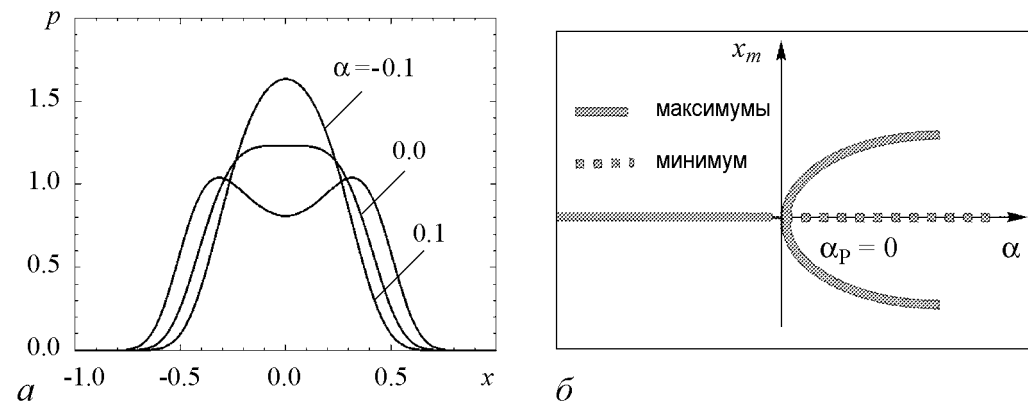 p
1.5
1.0
0.5
0.0
-1.0
-0.5
0.0
0.5
x
α=-0.1
0.0
0.1
а
x_m
максимумы
минимум
α_P = 0
α
б